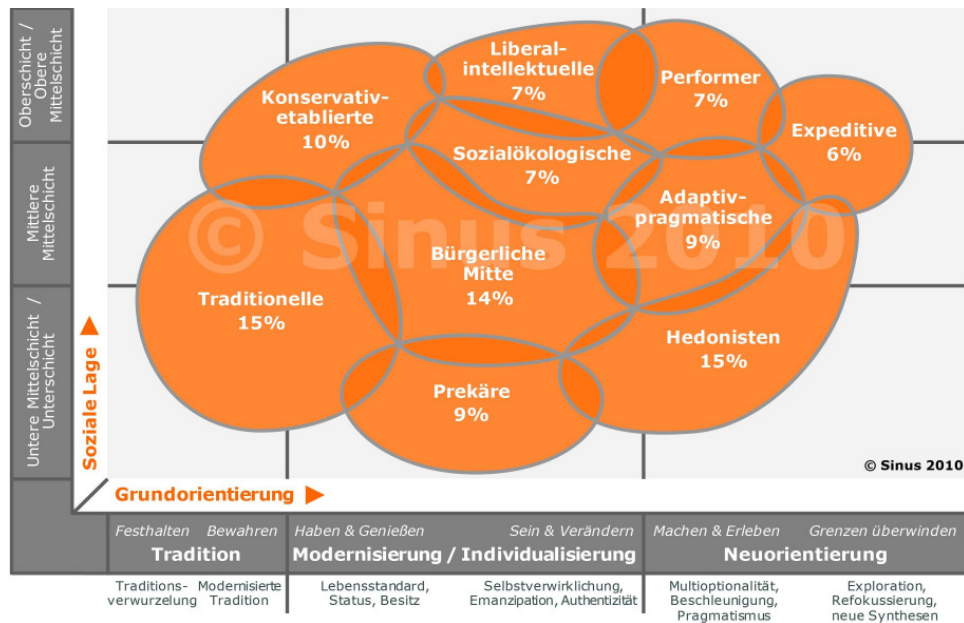 Oberschicht /
Obere
Mittelschicht
Mittlere
Mittelschicht
Untere Mittelschicht /
Unterschicht
Soziale Lage ▶
Konservativ-
etablierte
10%
Liberal-
intellektuelle
7%
Performer
7%
Expeditive
6%
Sozialökologische
7%
Adaptiv-
pragmatische
9%
© Sinus 2010
Bürgerliche
Mitte
14%
Traditionelle
15%
Hedonisten
15%
Prekäre
9%
© Sinus 2010
Grundorientierung ▶
Festhalten Bewahren
Tradition
Haben & Genießen Sein & Verändern
Modernisierung / Individualisierung
Machen & Erleben Grenzen überwinden
Neuorientierung
Traditions-
verwurzelung
Modernisierte
Tradition
Lebensstandard,
Status, Besitz
Selbstverwirklichung,
Emanzipation, Authentizität
Multioptionalität,
Beschleunigung,
Pragmatismus
Exploration,
Refokussierung,
neue Synthesen